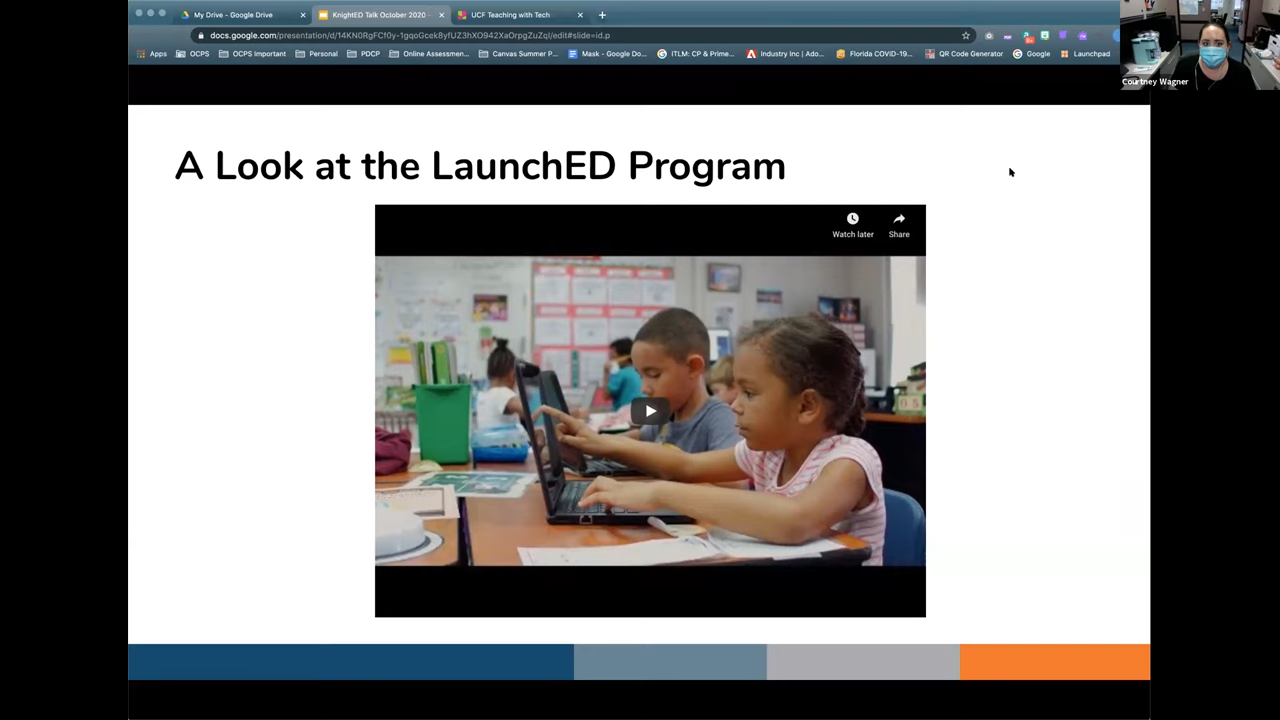 My Drive - Google Drive
KnightED Talk October 2020 -
UCF Teaching with Tech
docs.google.com/presentation/d/14KN0RgFCf0y-1gqoGcek8yfUZ3hXO942XaOrpgZuZqI/edit#slide=id.p
Apps OCPS OCPS Important Personal PDCP Online Assessmen... Canvas Summer P... Mask - Google Do... ITLM: CP & Prime... Industry Inc | Ado... Florida COVID-19... QR Code Generator Google Launchpad
Courtney Wagner
A Look at the LaunchED Program
Watch later Share